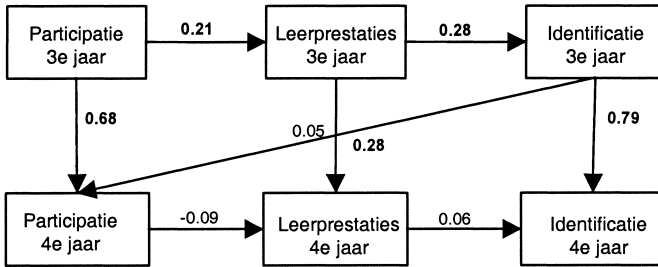 Participatie
3e jaar
0.21
Leerprestaties
3e jaar
0.28
Identificatie
3e jaar
0.68
0.05
0.28
0.79
Participatie
4e jaar
-0.09
Leerprestaties
4e jaar
0.06
Identificatie
4e jaar